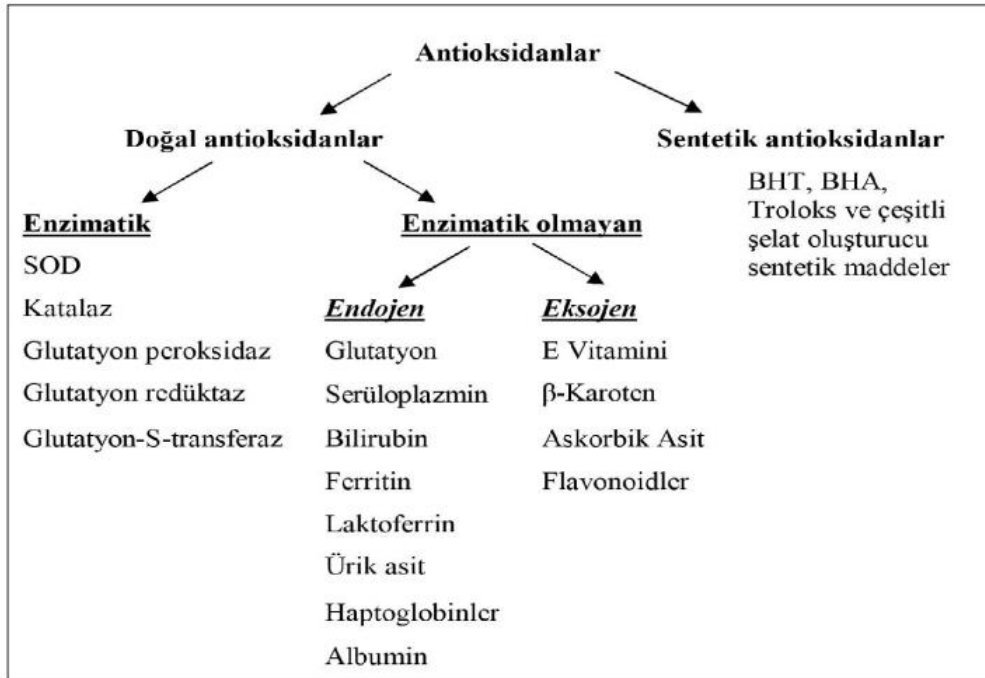 Antioksidanlar
Doğal antioksidanlar
Sentetik antioksidanlar
BHT, BHA,
Troloks ve çeşitli
şelat oluşturucu
sentetik maddeler
Enzimatik
SOD
Katalaz
Glutatyon peroksidaz
Glutatyon redüktaz
Glutatyon-S-transferaz
Enzimatik olmayan
Endojen
Glutatyon
Serüloplazmin
Bilirubin
Ferritin
Laktoferrin
Ürik asit
Haptoglobinler
Albumin
Eksojen
E Vitamini
β-Karoten
Askorbik Asit
Flavonoidler